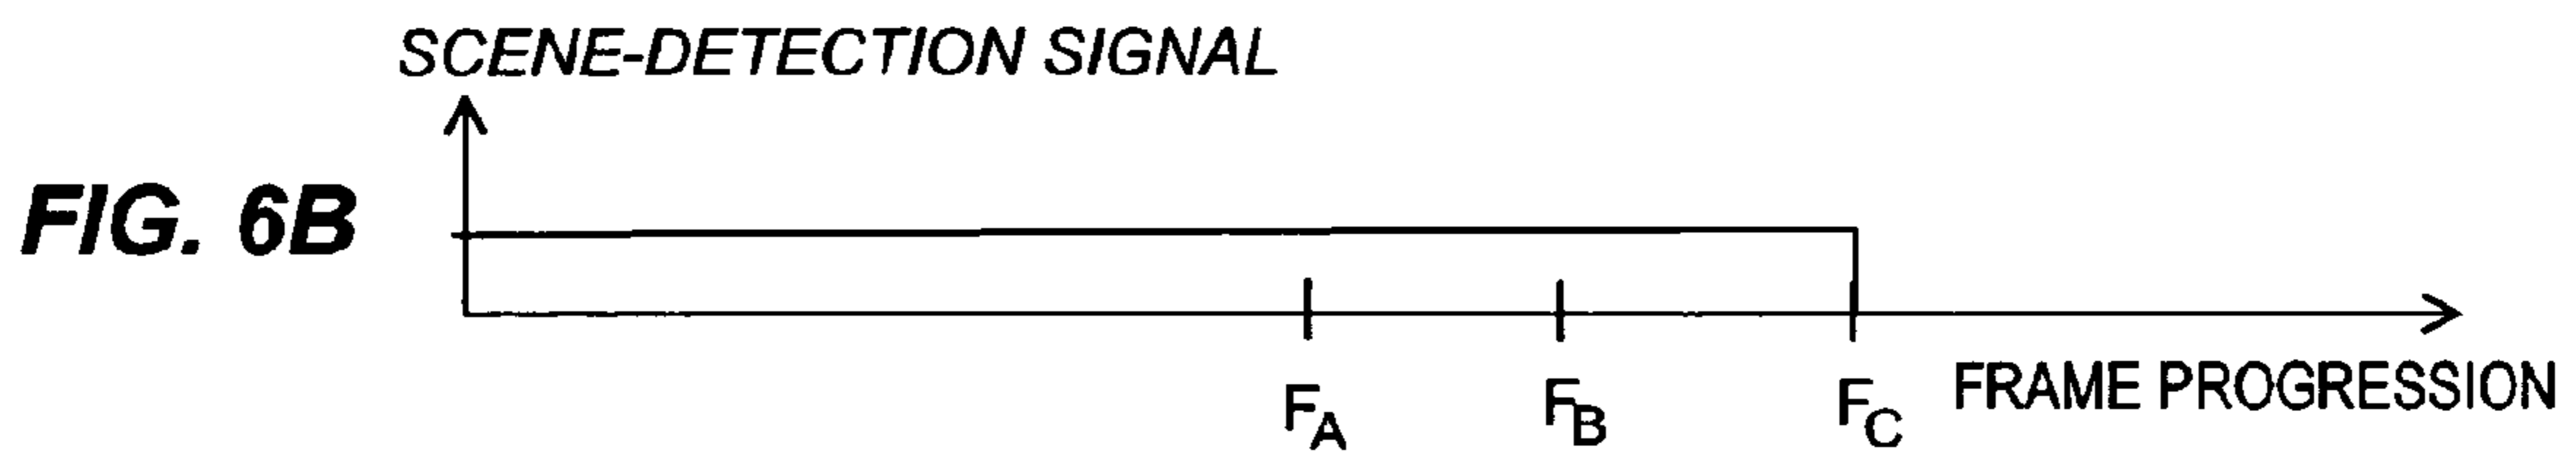 SCENE-DETECTION SIGNAL
FIG. 6B
FA FB FC FRAME PROGRESSION